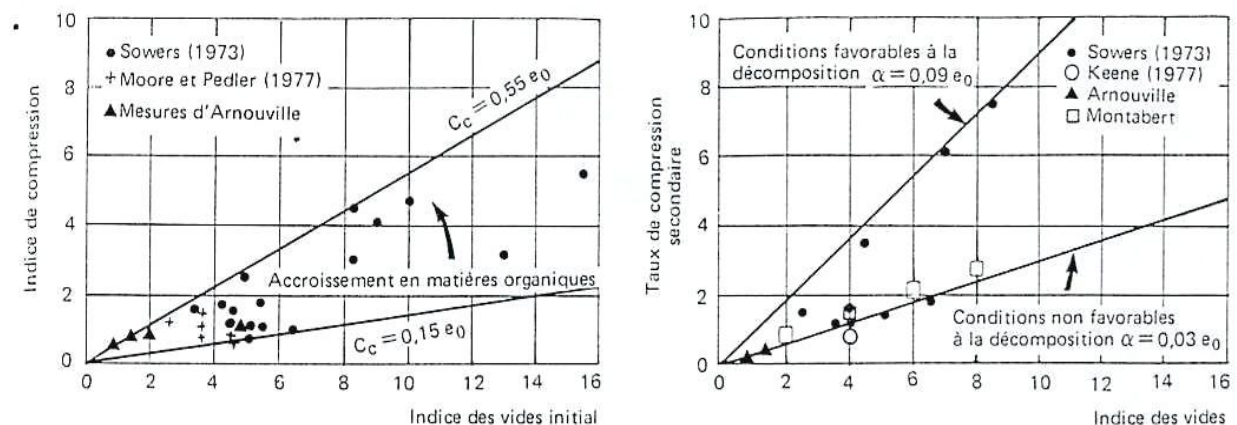 10
8
6
4
2
0
Indice de compression
• Sowers (1973)
+ Moore et Pedler (1977)
▲ Mesures d'Arnouville
Cc = 0,55 e0
Accroissement en matières organiques
Cc = 0,15 e0
0 2 4 6 8 10 12 14 16
Indice des vides initial
10
8
6
4
2
0
Taux de compression
secondaire
Conditions favorables à la
décomposition α = 0,09 e0
• Sowers (1973)
○ Keene (1977)
▲ Arnouville
□ Montabert
Conditions non favorables
à la décomposition α = 0,03 e0
0 2 4 6 8 10 12 14 16
Indice des vides